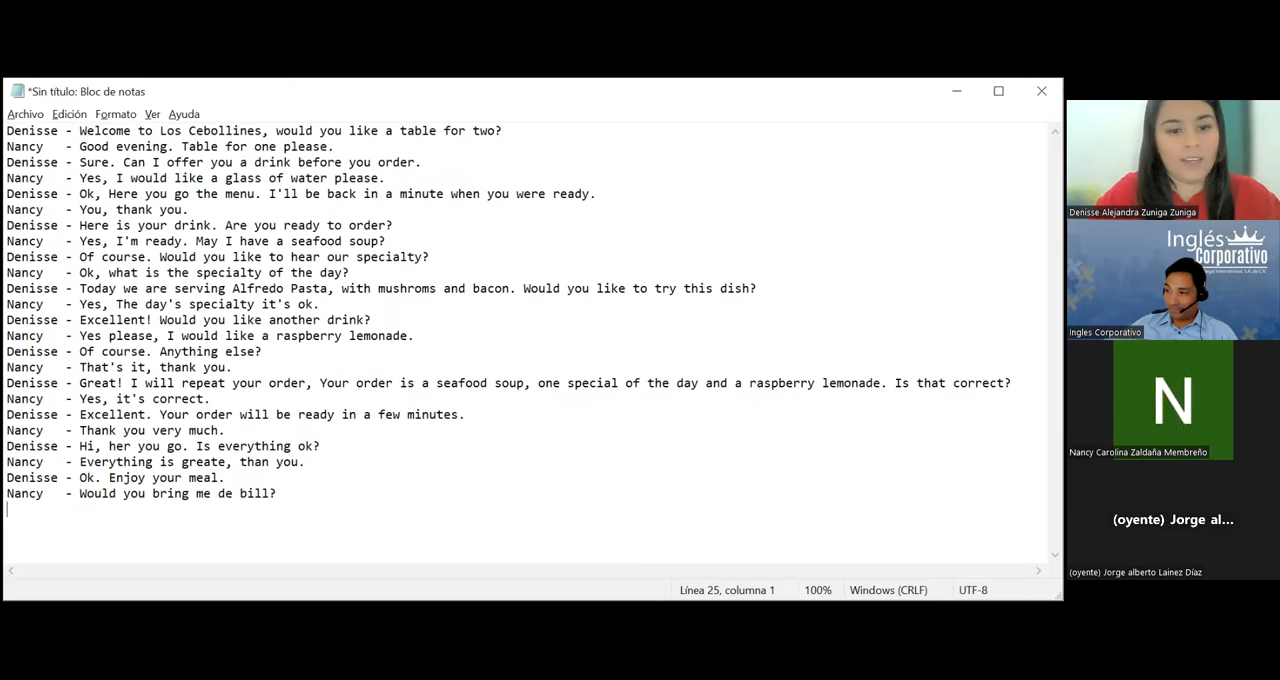 *Sin título: Bloc de notas
Archivo Edición Formato Ver Ayuda
Denisse - Welcome to Los Cebollines, would you like a table for two?
Nancy - Good evening. Table for one please.
Denisse - Sure. Can I offer you a drink before you order.
Nancy - Yes, I would like a glass of water please.
Denisse - Ok, Here you go the menu. I'll be back in a minute when you were ready.
Nancy - You, thank you.
Denisse - Here is your drink. Are you ready to order?
Nancy - Yes, I'm ready. May I have a seafood soup?
Denisse - Of course. Would you like to hear our specialty?
Nancy - Ok, what is the specialty of the day?
Denisse - Today we are serving Alfredo Pasta, with mushroms and bacon. Would you like to try this dish?
Nancy - Yes, The day's specialty it's ok.
Denisse - Excellent! Would you like another drink?
Nancy - Yes please, I would like a raspberry lemonade.
Denisse - Of course. Anything else?
Nancy - That's it, thank you.
Denisse - Great! I will repeat your order, Your order is a seafood soup, one special of the day and a raspberry lemonade. Is that correct?
Nancy - Yes, it's correct.
Denisse - Excellent. Your order will be ready in a few minutes.
Nancy - Thank you very much.
Denisse - Hi, her you go. Is everything ok?
Nancy - Everything is greate, than you.
Denisse - Ok. Enjoy your meal.
Nancy - Would you bring me de bill?
Línea 25, columna 1 100% Windows (CRLF) UTF-8
Denisse Alejandra Zuniga Zuniga
Inglés
Corporativo
Ingles Corporativo
N
Nancy Carolina Zaldaña Membreño
(oyente) Jorge al...
(oyente) Jorge alberto Lainez Díaz